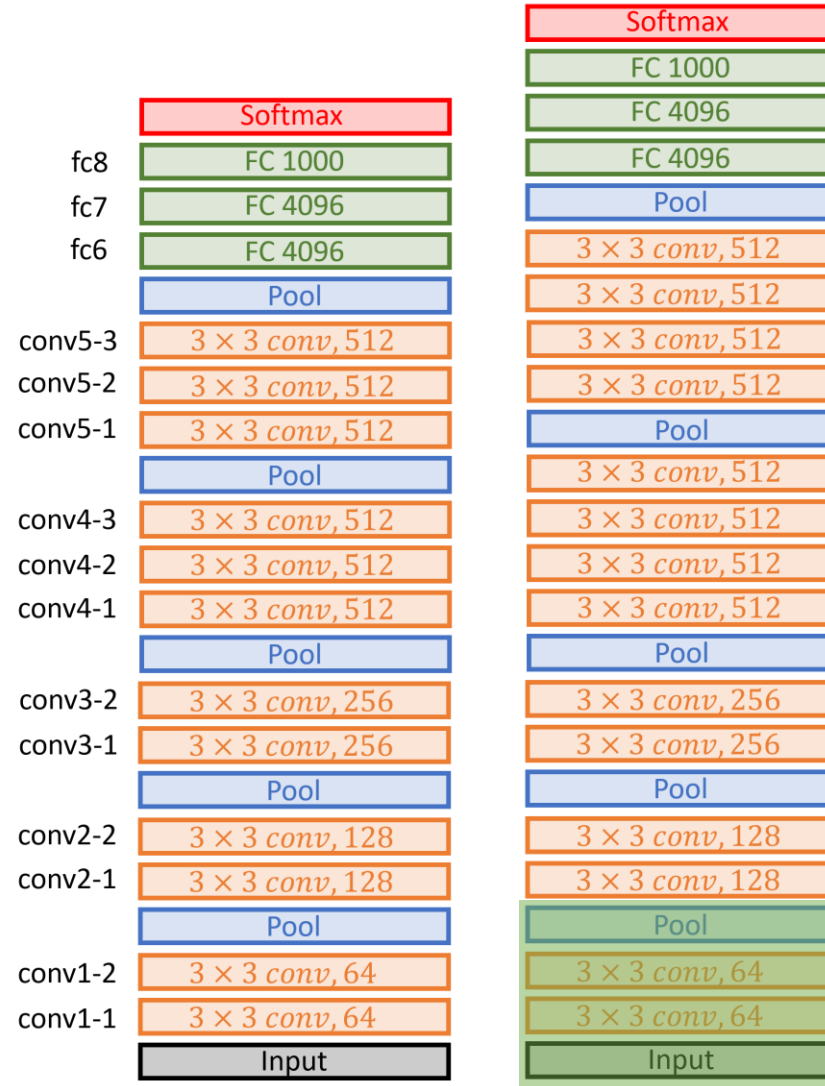 Softmax
fc8 FC 1000
fc7 FC 4096
fc6 FC 4096
Pool
conv5-3 3 × 3 conv, 512
conv5-2 3 × 3 conv, 512
conv5-1 3 × 3 conv, 512
Pool
conv4-3 3 × 3 conv, 512
conv4-2 3 × 3 conv, 512
conv4-1 3 × 3 conv, 512
Pool
conv3-2 3 × 3 conv, 256
conv3-1 3 × 3 conv, 256
Pool
conv2-2 3 × 3 conv, 128
conv2-1 3 × 3 conv, 128
Pool
conv1-2 3 × 3 conv, 64
conv1-1 3 × 3 conv, 64
Input
Softmax
FC 1000
FC 4096
FC 4096
Pool
3 × 3 conv, 512
3 × 3 conv, 512
3 × 3 conv, 512
3 × 3 conv, 512
Pool
3 × 3 conv, 512
3 × 3 conv, 512
3 × 3 conv, 512
3 × 3 conv, 512
Pool
3 × 3 conv, 256
3 × 3 conv, 256
Pool
3 × 3 conv, 128
3 × 3 conv, 128
Pool
3 × 3 conv, 64
3 × 3 conv, 64
Input